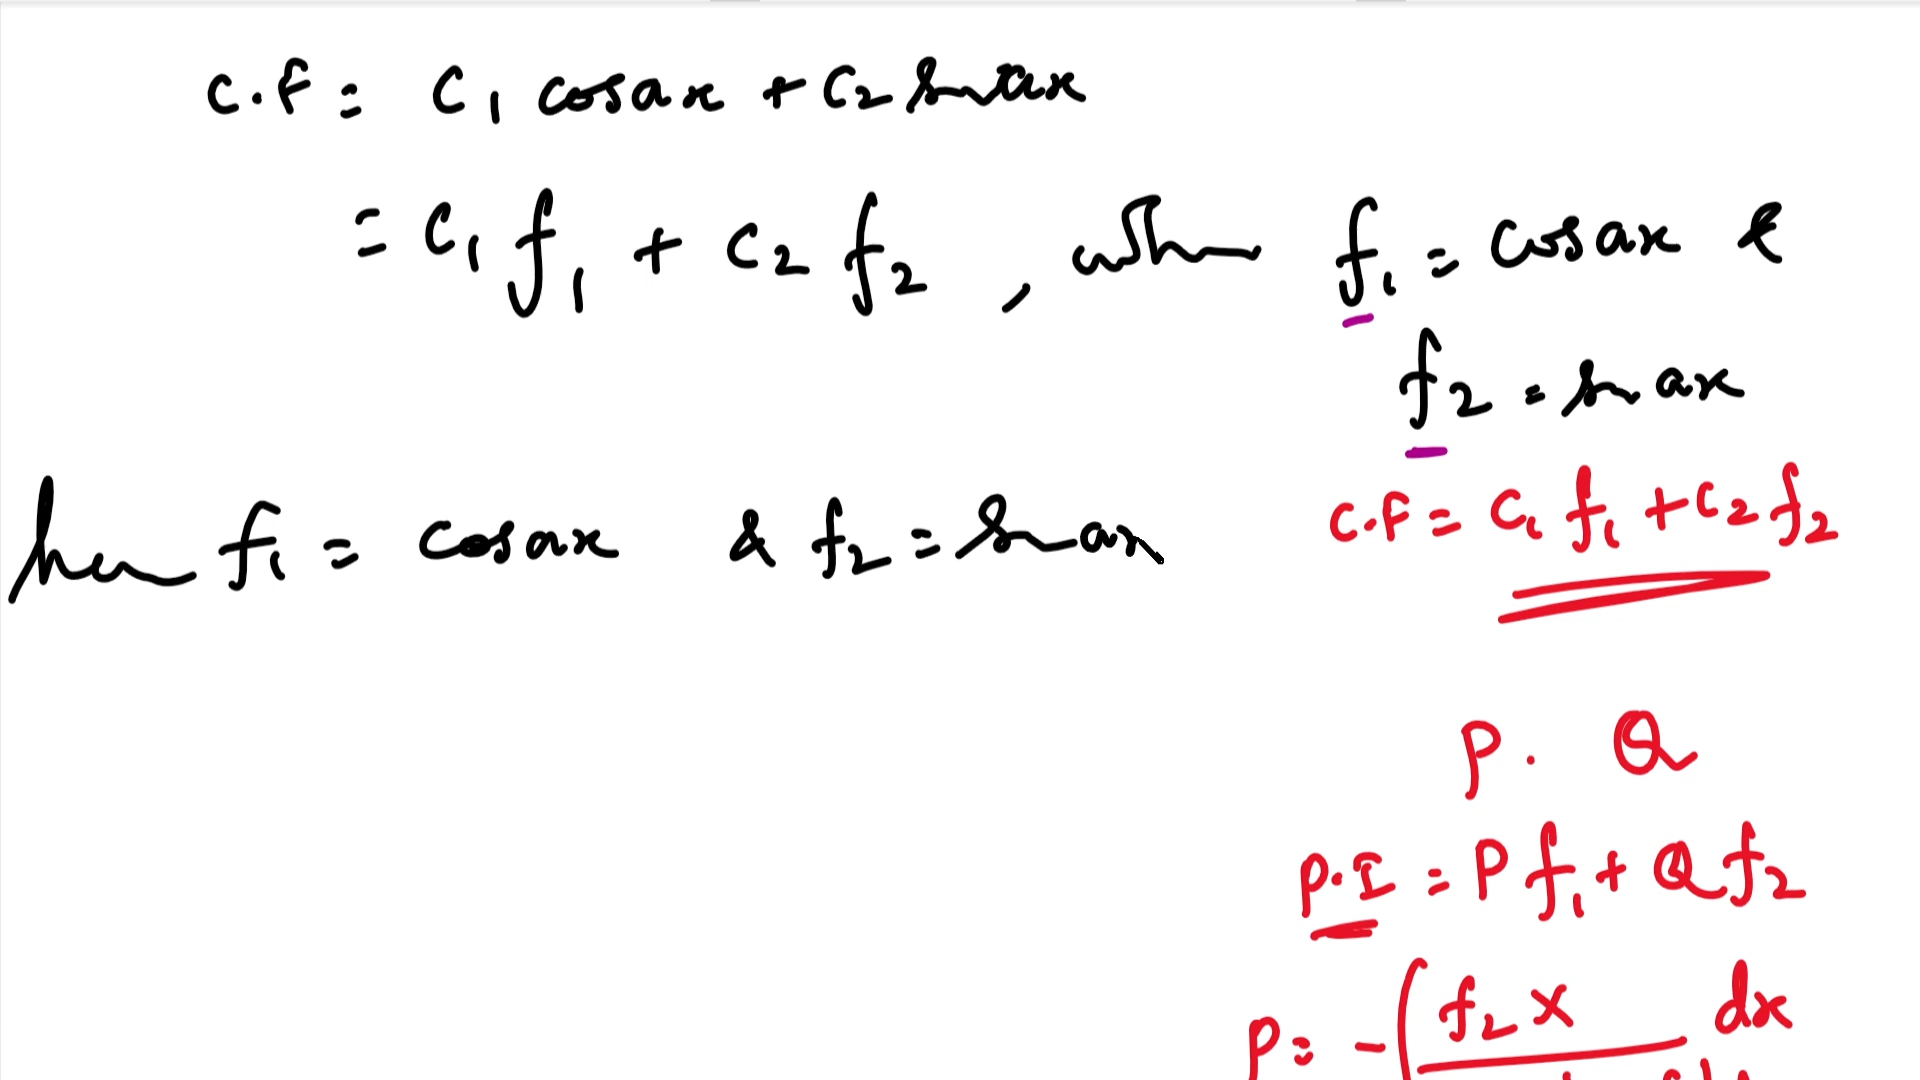 C.F = C₁ cos ax + C₂ sin ax
= C₁ f₁ + C₂ f₂ , where f₁ = cos ax &
f₂ = sin ax
C.F = C₁ f₁ + C₂ f₂
here f₁ = cos ax & f₂ = sin ax
P. Q
P.I = P f₁ + Q f₂
P = - ∫ f₂ X dx